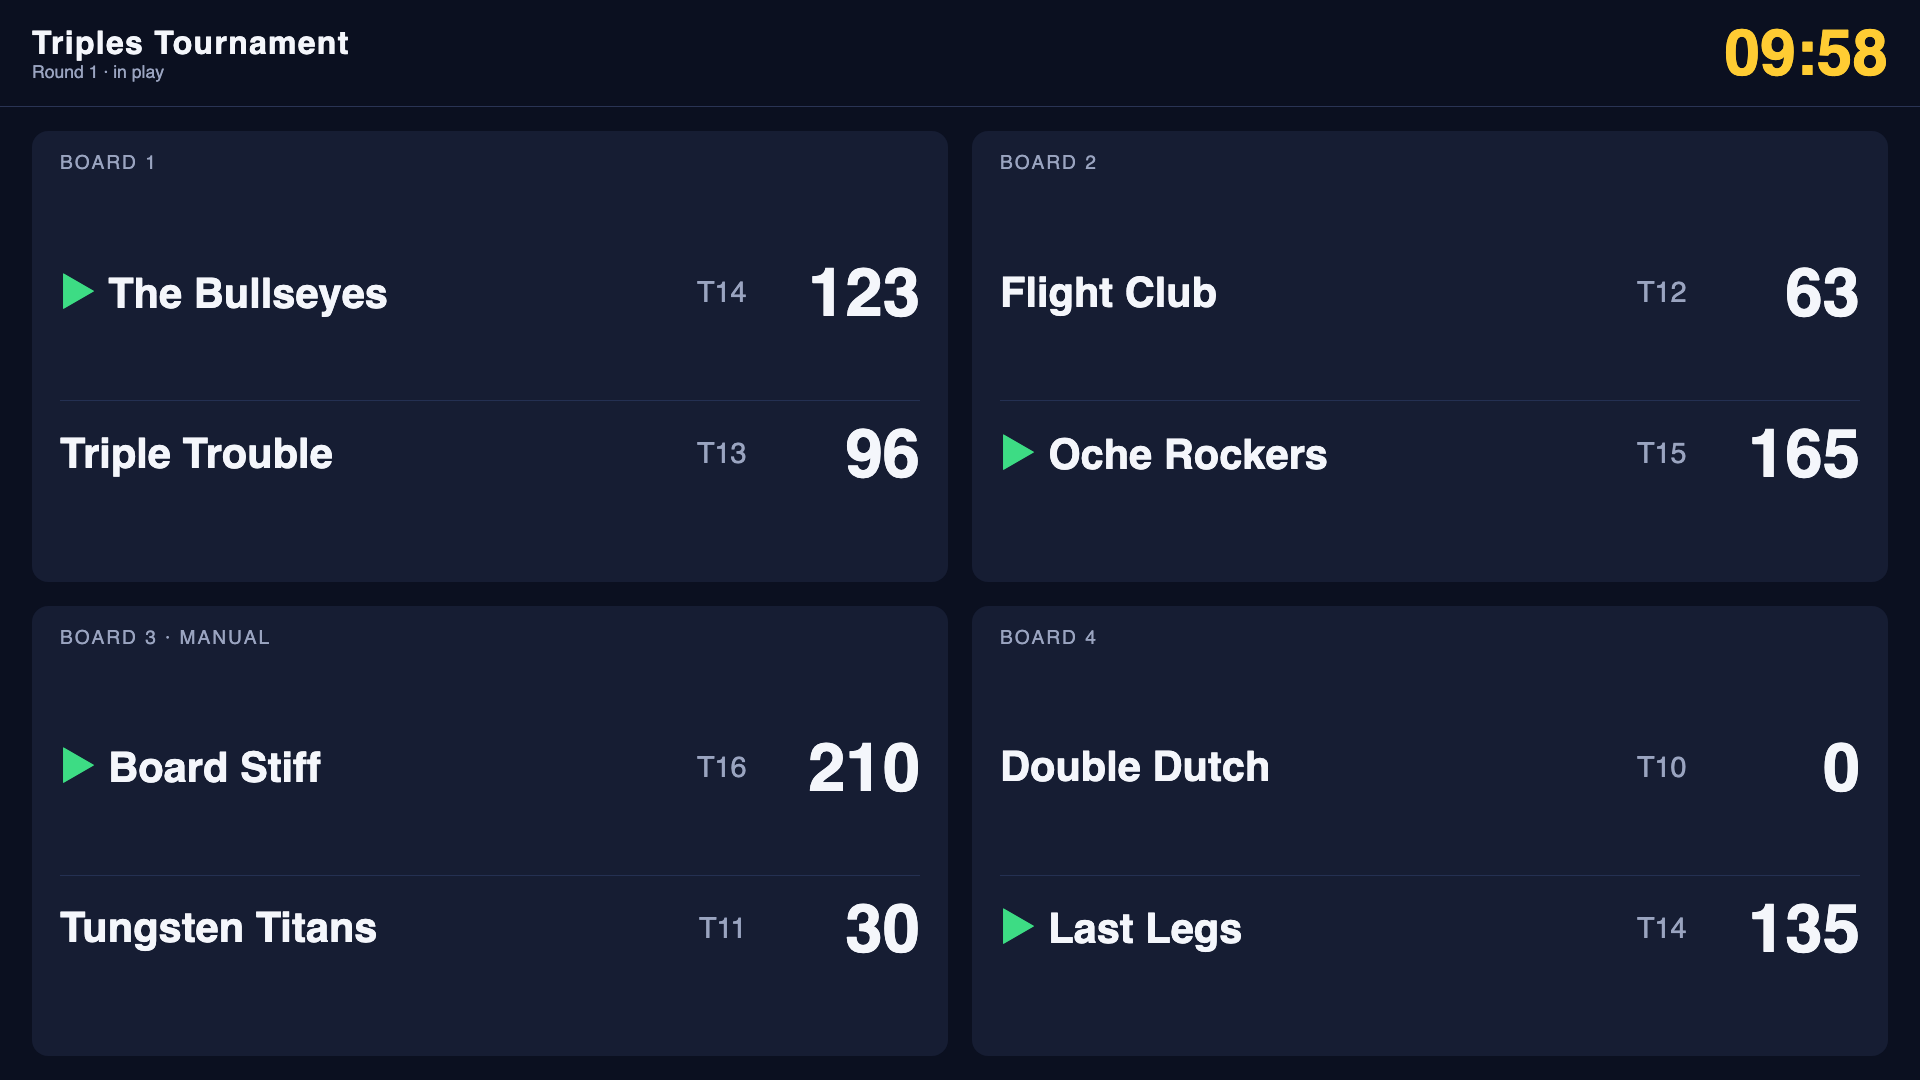 Triples Tournament
Round 1 · in play
09:58
BOARD 1
The Bullseyes T14 123
Triple Trouble T13 96
BOARD 2
Flight Club T12 63
Oche Rockers T15 165
BOARD 3 · MANUAL
Board Stiff T16 210
Tungsten Titans T11 30
BOARD 4
Double Dutch T10 0
Last Legs T14 135